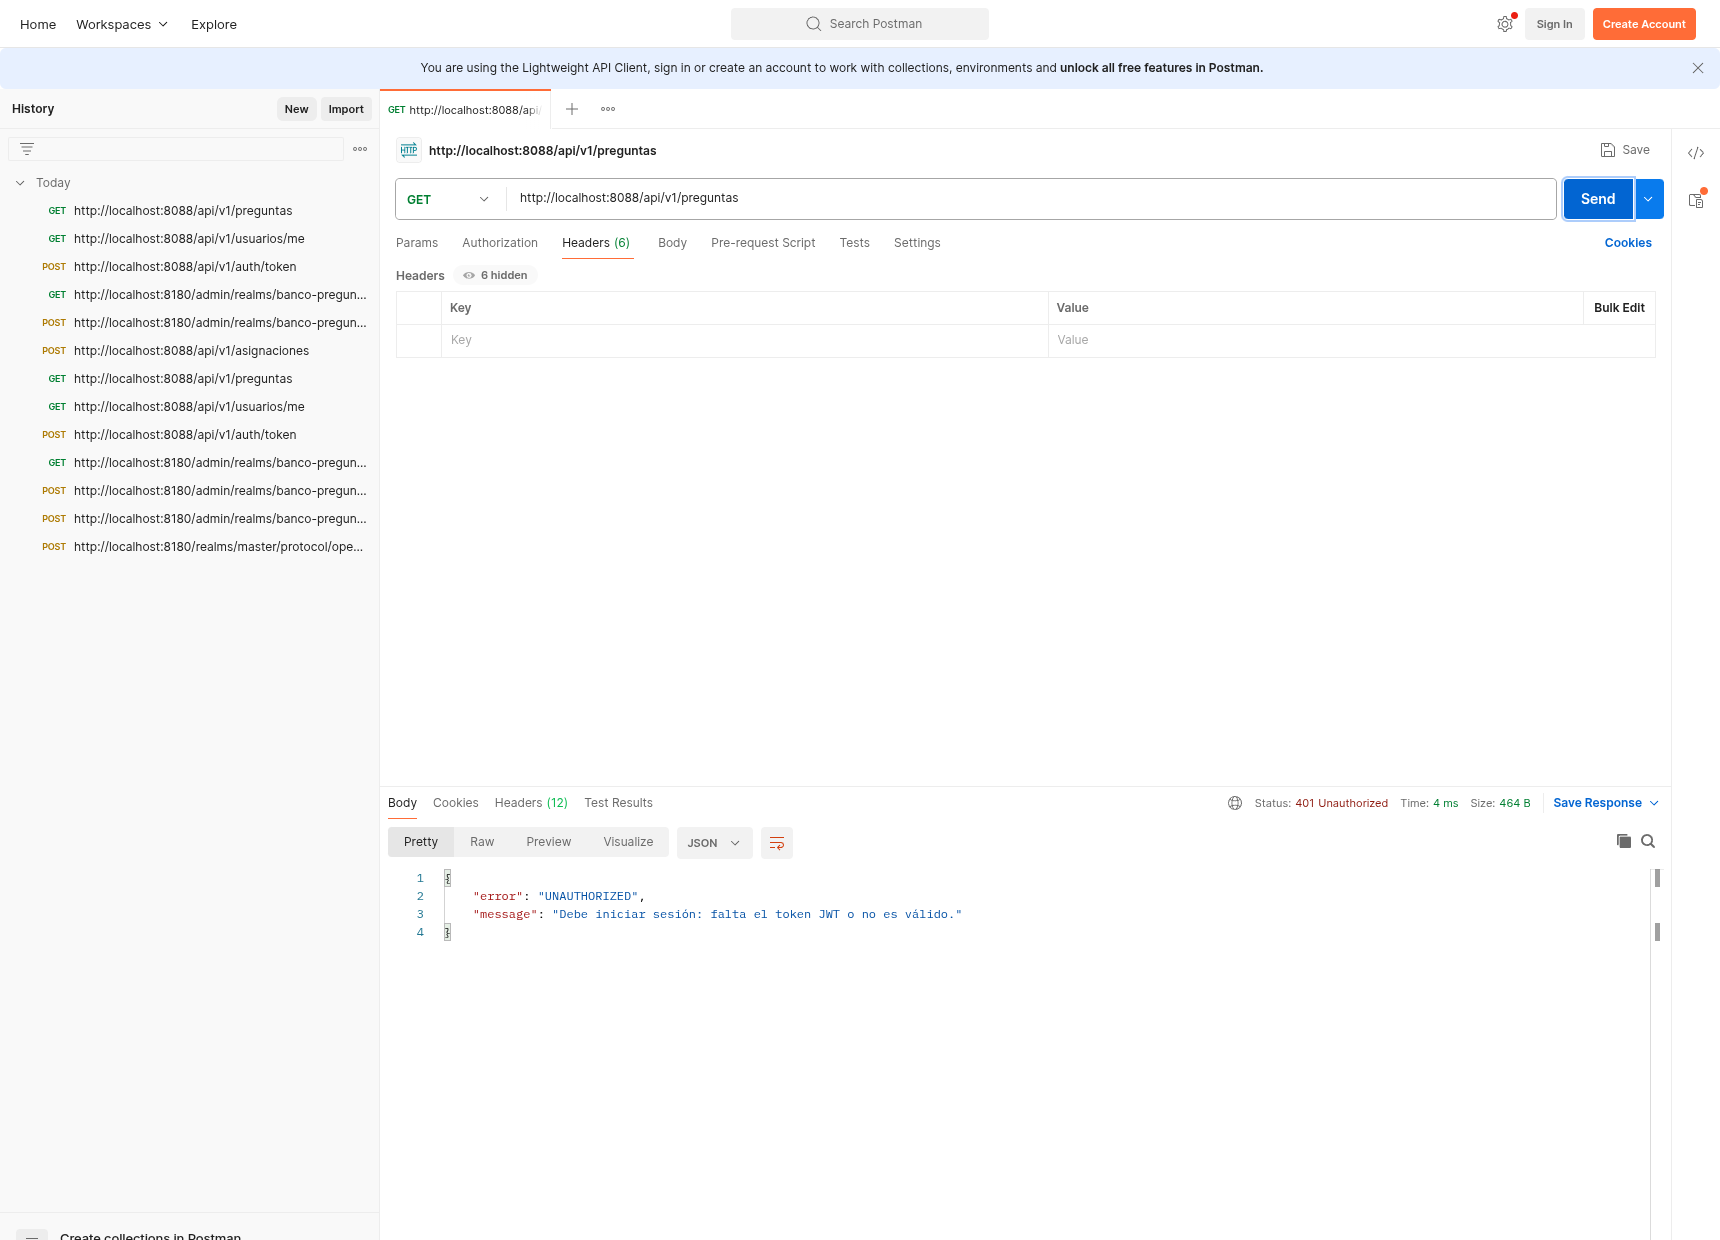 Home Workspaces Explore Search Postman Sign In Create Account
You are using the Lightweight API Client, sign in or create an account to work with collections, environments and unlock all free features in Postman.
History New Import
GET http://localhost:8088/api/
HTTP http://localhost:8088/api/v1/preguntas Save
Today
GET http://localhost:8088/api/v1/preguntas
GET http://localhost:8088/api/v1/usuarios/me
POST http://localhost:8088/api/v1/auth/token
GET http://localhost:8180/admin/realms/banco-pregun...
POST http://localhost:8180/admin/realms/banco-pregun...
POST http://localhost:8088/api/v1/asignaciones
GET http://localhost:8088/api/v1/preguntas
GET http://localhost:8088/api/v1/usuarios/me
POST http://localhost:8088/api/v1/auth/token
GET http://localhost:8180/admin/realms/banco-pregun...
POST http://localhost:8180/admin/realms/banco-pregun...
POST http://localhost:8180/admin/realms/banco-pregun...
POST http://localhost:8180/realms/master/protocol/ope...
GET http://localhost:8088/api/v1/preguntas Send
Params Authorization Headers (6) Body Pre-request Script Tests Settings Cookies
Headers 6 hidden
Key Value Bulk Edit
Key Value
Body Cookies Headers (12) Test Results Status: 401 Unauthorized Time: 4 ms Size: 464 B Save Response
Pretty Raw Preview Visualize JSON
1 {
2 "error": "UNAUTHORIZED",
3 "message": "Debe iniciar sesión: falta el token JWT o no es válido."
4 }
Create collections in Postman